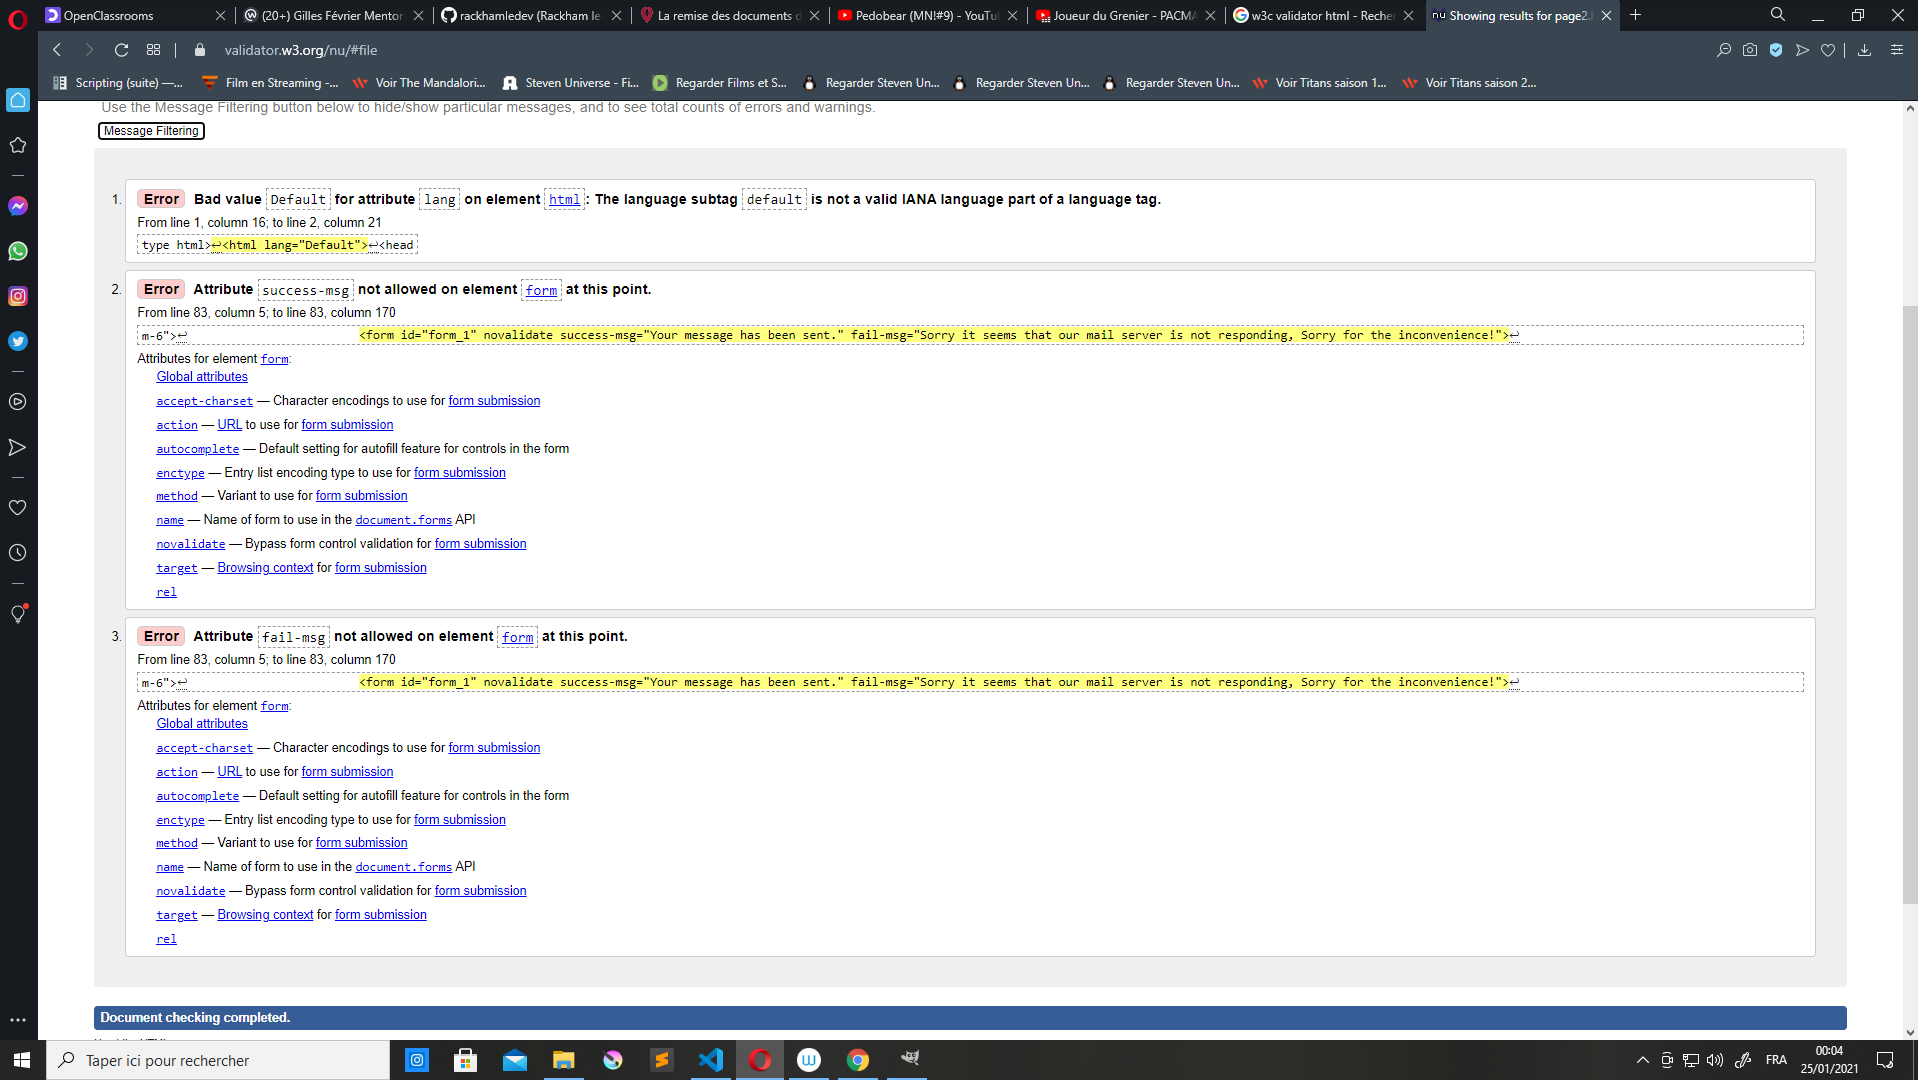 OpenClassrooms
(20+) Gilles Février Mentor
rackhamledev (Rackham le
La remise des documents d
Pedobear (MN!#9) - YouTu
Joueur du Grenier - PACMA
w3c validator html - Recher
Showing results for page2.h
validator.w3.org/nu/#file
Scripting (suite) —...
Film en Streaming -...
Voir The Mandalori...
Steven Universe - Fi...
Regarder Films et S...
Regarder Steven Un...
Regarder Steven Un...
Regarder Steven Un...
Voir Titans saison 1...
Voir Titans saison 2...
Use the Message Filtering button below to hide/show particular messages, and to see total counts of errors and warnings.
Message Filtering
1. Error Bad value Default for attribute lang on element html: The language subtag default is not a valid IANA language part of a language tag.
From line 1, column 16; to line 2, column 21
type html>↩<html lang="Default">↩<head
2. Error Attribute success-msg not allowed on element form at this point.
From line 83, column 5; to line 83, column 170
m-6">↩ <form id="form_1" novalidate success-msg="Your message has been sent." fail-msg="Sorry it seems that our mail server is not responding, Sorry for the inconvenience!">↩
Attributes for element form:
Global attributes
accept-charset — Character encodings to use for form submission
action — URL to use for form submission
autocomplete — Default setting for autofill feature for controls in the form
enctype — Entry list encoding type to use for form submission
method — Variant to use for form submission
name — Name of form to use in the document.forms API
novalidate — Bypass form control validation for form submission
target — Browsing context for form submission
rel
3. Error Attribute fail-msg not allowed on element form at this point.
From line 83, column 5; to line 83, column 170
m-6">↩ <form id="form_1" novalidate success-msg="Your message has been sent." fail-msg="Sorry it seems that our mail server is not responding, Sorry for the inconvenience!">↩
Attributes for element form:
Global attributes
accept-charset — Character encodings to use for form submission
action — URL to use for form submission
autocomplete — Default setting for autofill feature for controls in the form
enctype — Entry list encoding type to use for form submission
method — Variant to use for form submission
name — Name of form to use in the document.forms API
novalidate — Bypass form control validation for form submission
target — Browsing context for form submission
rel
Document checking completed.
Taper ici pour rechercher
FRA
00:04
25/01/2021